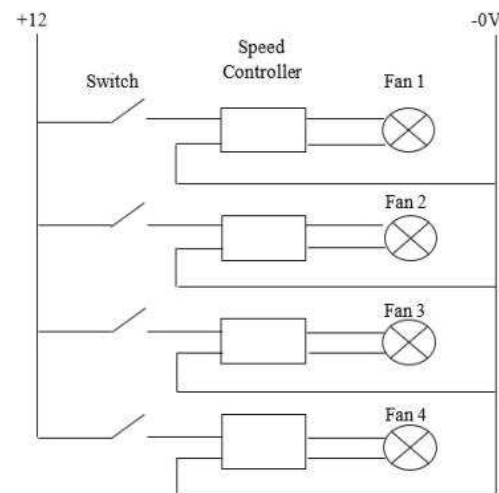 +12
-0V
Speed
Controller
Switch
Fan 1
Fan 2
Fan 3
Fan 4